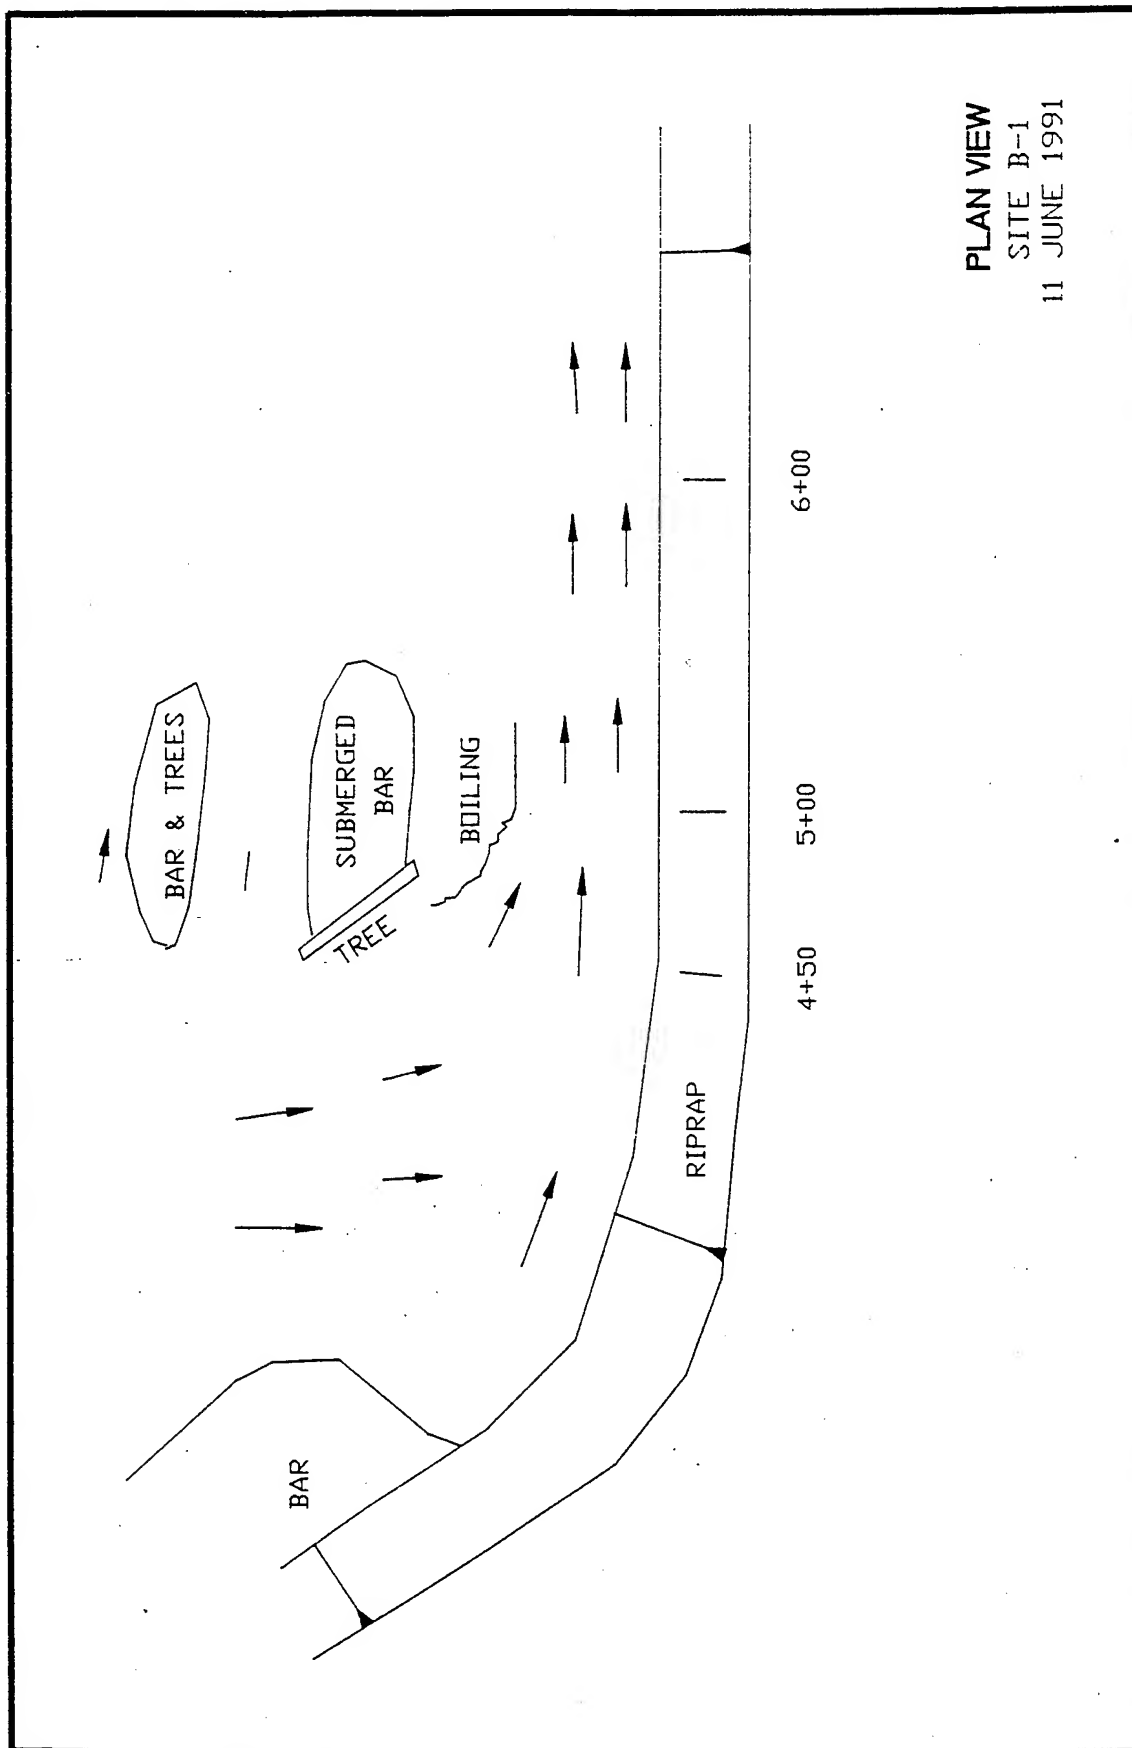 BAR & TREES
SUBMERGED
BAR
TREE
BOILING
BAR
RIPRAP
4+50
5+00
6+00
PLAN VIEW
SITE B-1
11 JUNE 1991